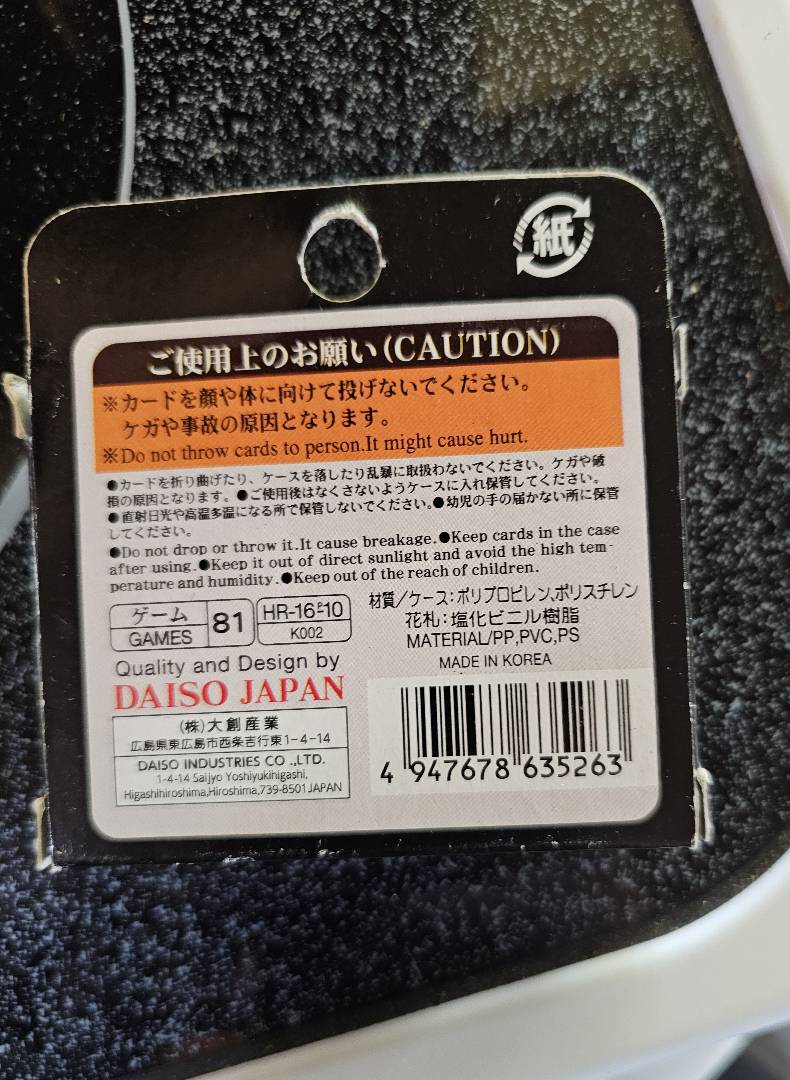 紙
ご使用上のお願い(CAUTION)
※カードを顔や体に向けて投げないでください。
ケガや事故の原因となります。
※Do not throw cards to person.It might cause hurt.
●カードを折り曲げたり、ケースを落したり乱暴に取扱わないでください。ケガや破
損の原因となります。●ご使用後はなくさないようケースに入れ保管してください。
●直射日光や高温多温になる所で保管しないでください。●幼児の手の届かない所に保管
してください。
●Do not drop or throw it.It cause breakage.●Keep cards in the case
after using.●Keep it out of direct sunlight and avoid the high tem-
perature and humidity.●Keep out of the reach of children.
ゲーム
GAMES
81
HR-16-10
K002
材質/ケース:ポリプロピレン,ポリスチレン
花札:塩化ビニル樹脂
MATERIAL/PP,PVC,PS
MADE IN KOREA
Quality and Design by
DAISO JAPAN
(株)大創産業
広島県東広島市西条吉行東1-4-14
DAISO INDUSTRIES CO .,LTD.
1-4-14 Saijyo Yoshiyukihigashi,
Higashihiroshima,Hiroshima,739-8501 JAPAN
4 947678 635263